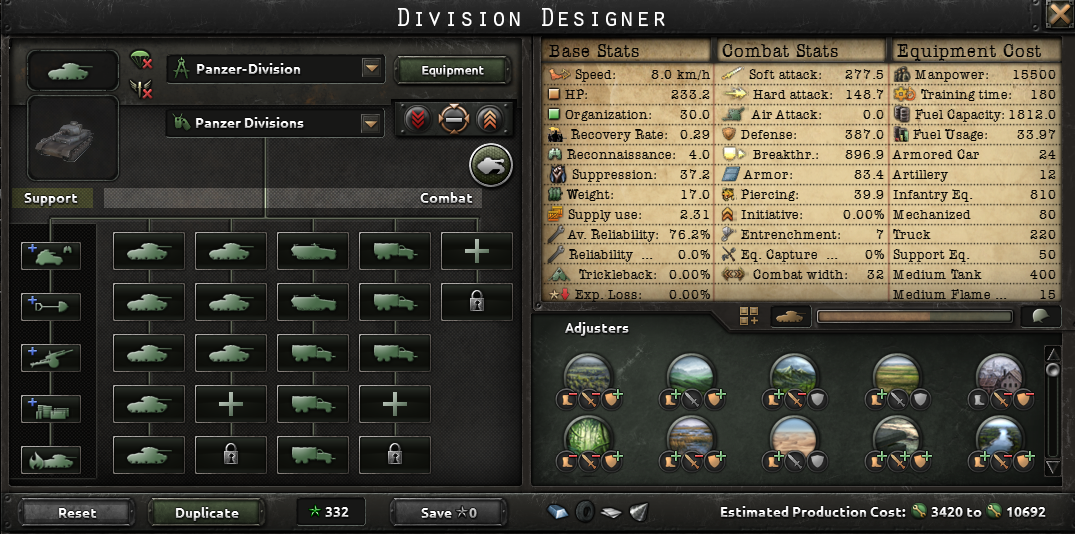 Division Designer
Panzer-Division
Equipment
Panzer Divisions
Support
Combat
Base Stats
Speed: 8.0 km/h
HP: 233.2
Organization: 30.0
Recovery Rate: 0.29
Reconnaissance: 4.0
Suppression: 37.2
Weight: 17.0
Supply use: 2.31
Av. Reliability: 76.2%
Reliability ... 0.0%
Trickleback: 0.00%
Exp. Loss: 0.00%
Combat Stats
Soft attack: 277.5
Hard attack: 148.7
Air Attack: 0.0
Defense: 387.0
Breakthr.: 896.9
Armor: 83.4
Piercing: 39.9
Initiative: 0.00%
Entrenchment: 7
Eq. Capture ... 0%
Combat width: 32
Equipment Cost
Manpower: 15500
Training time: 180
Fuel Capacity: 1812.0
Fuel Usage: 33.97
Armored Car 24
Artillery 12
Infantry Eq. 810
Mechanized 80
Truck 220
Support Eq. 50
Medium Tank 400
Medium Flame ... 15
Adjusters
Reset
Duplicate
332
Save 0
Estimated Production Cost: 3420 to 10692